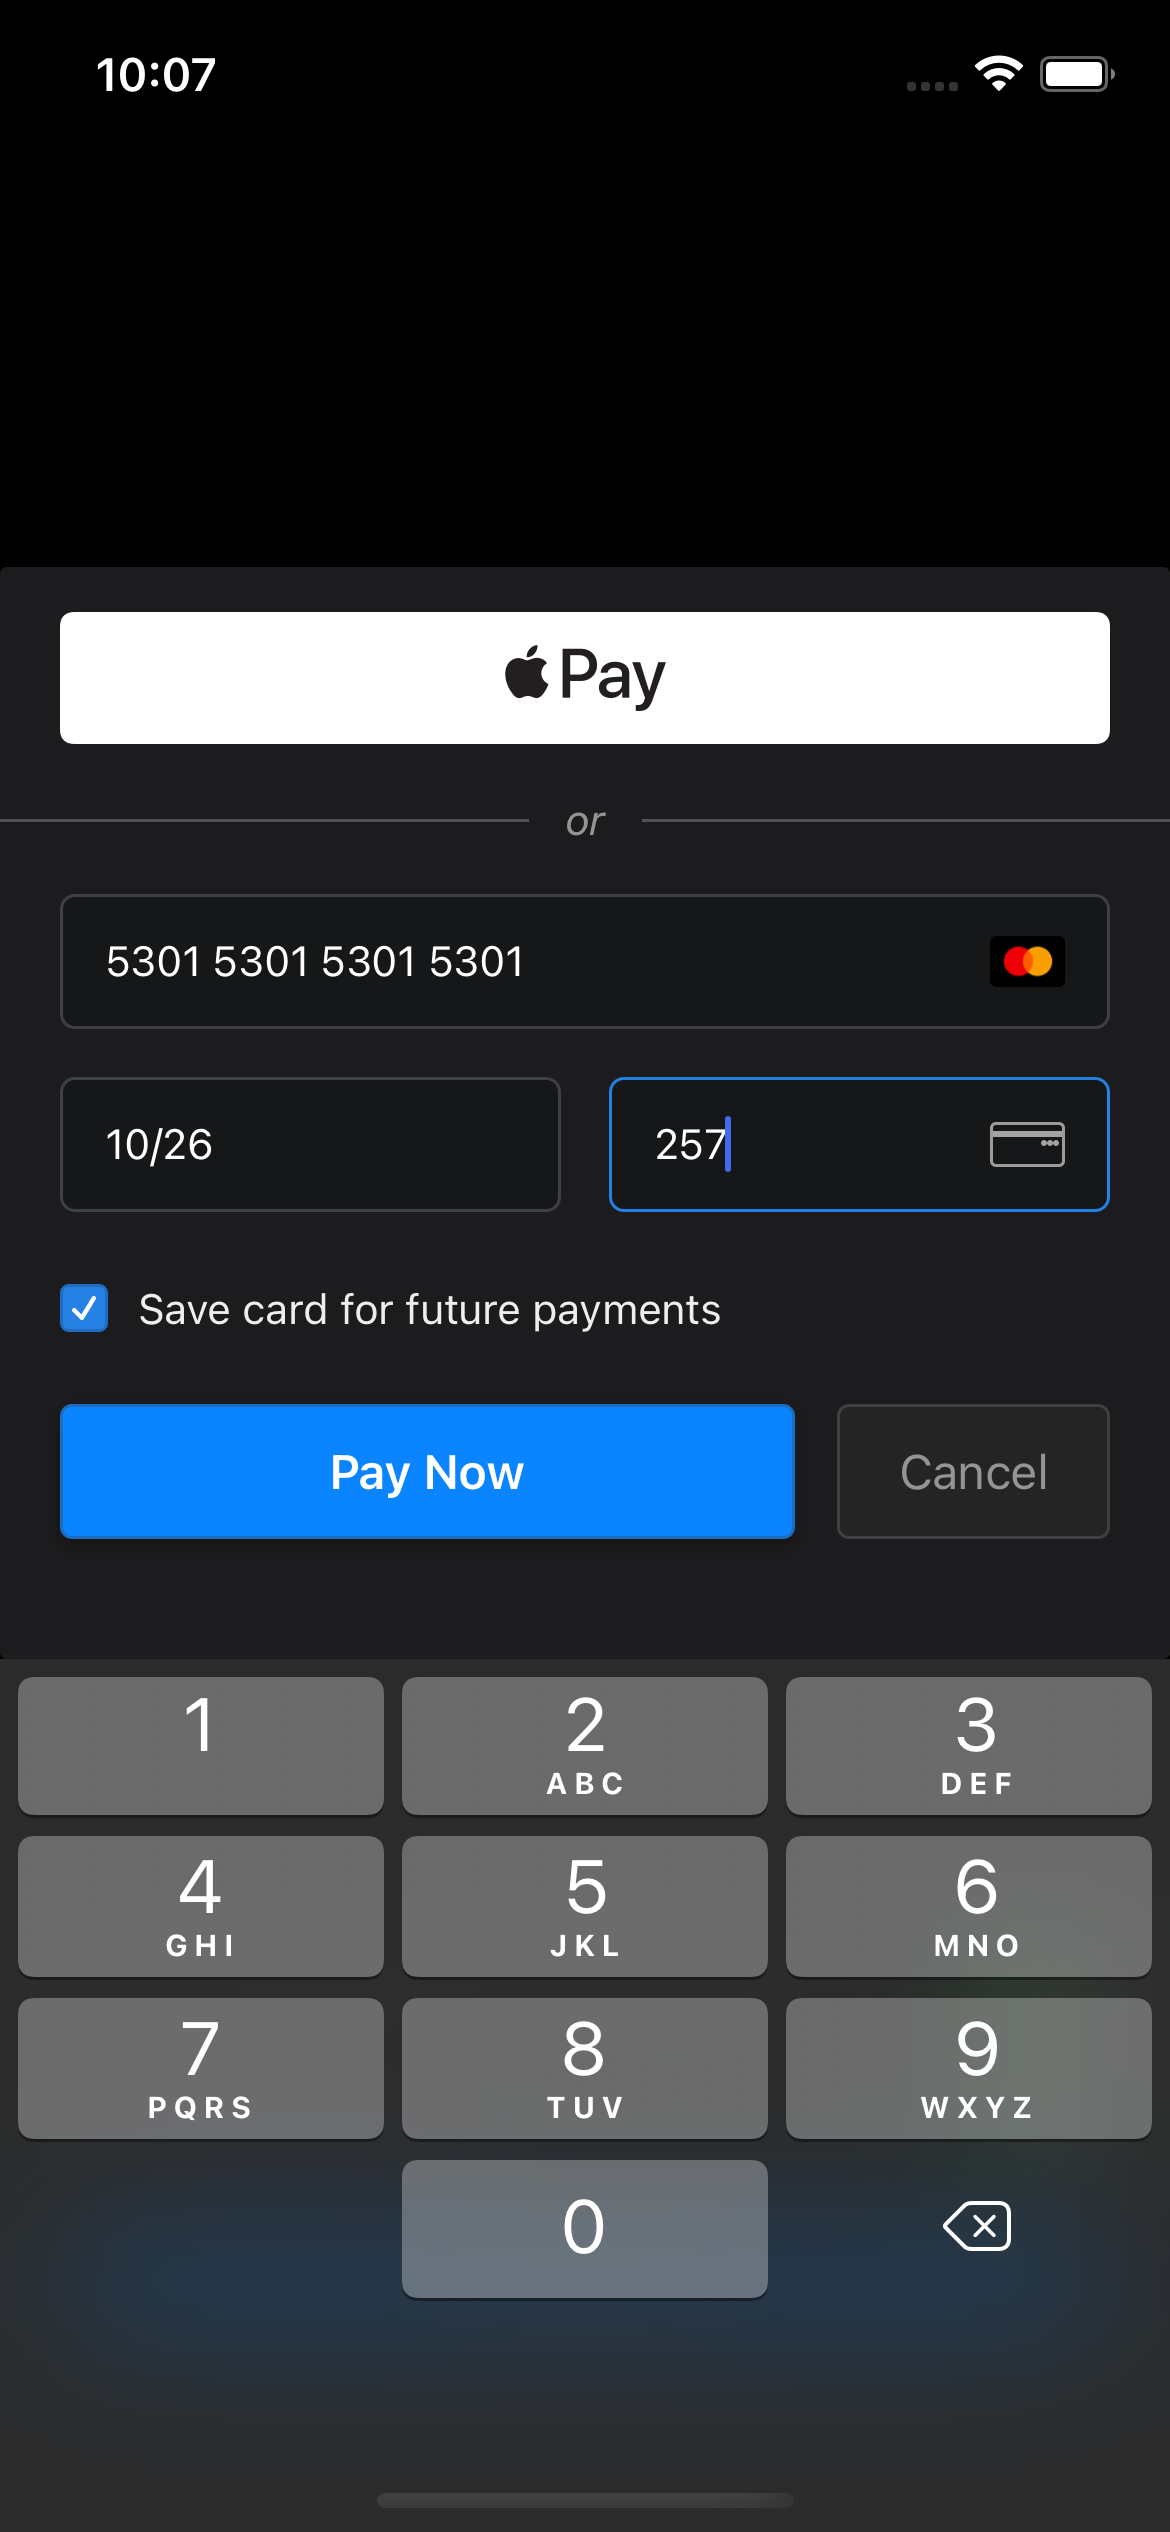 10:07
Pay
or
5301 5301 5301 5301
10/26
257
Save card for future payments
Pay Now
Cancel
1
2
3
ABC
DEF
4
5
6
GHI
JKL
MNO
7
8
9
PQRS
TUV
WXYZ
0